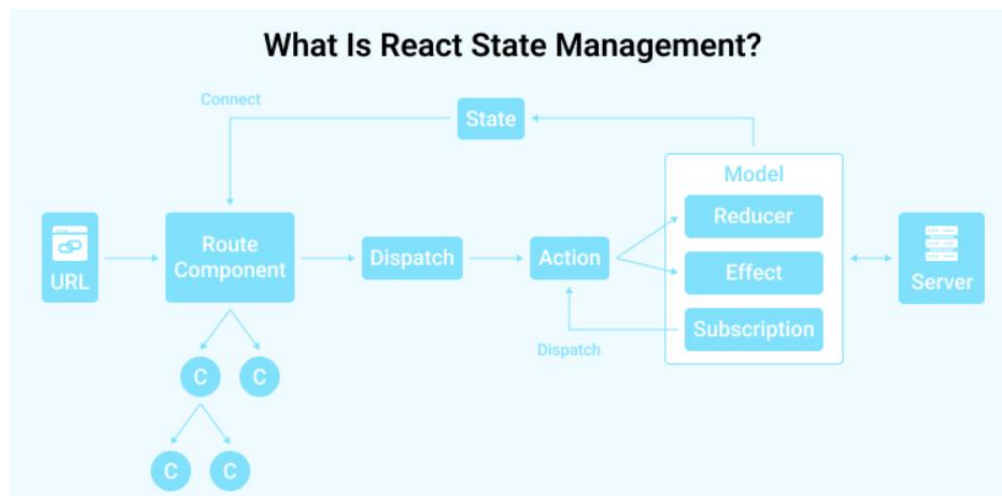 What Is React State Management?
Connect
State
Model
Reducer
URL
Route
Component
Dispatch
Action
Effect
Server
Subscription
Dispatch
C
C
C
C